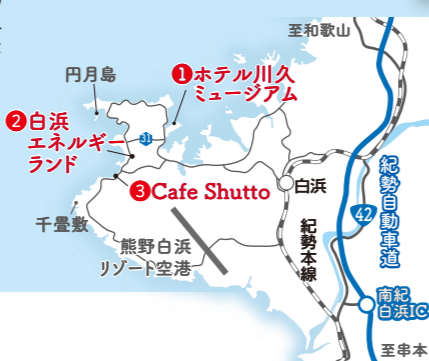 至和歌山
円月島
❶ホテル川久
ミュージアム
❷白浜
エネルギー
ランド
31
❸Cafe Shutto
白浜
千畳敷
熊野白浜
リゾート空港
紀勢本線
42
紀勢自動車道
南紀
白浜IC
至串本